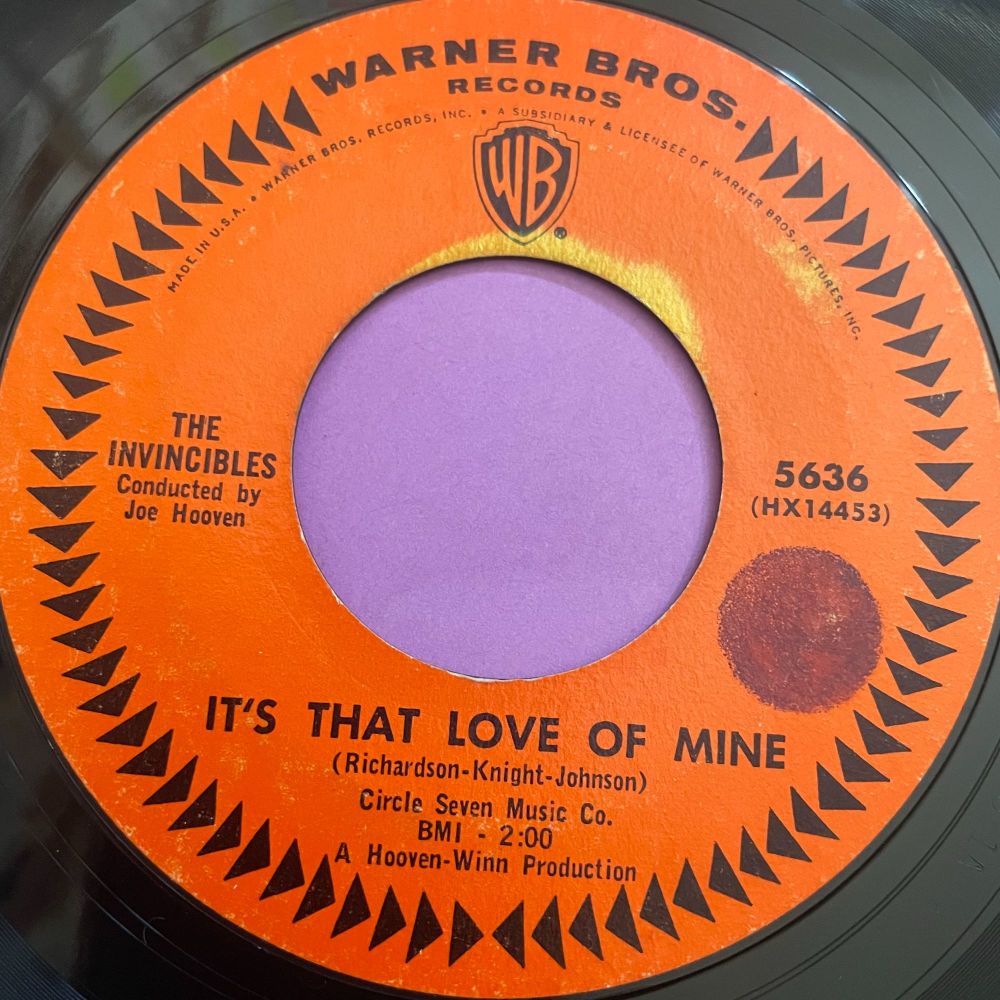 WARNER BROS.
RECORDS
MADE IN U.S.A. • WARNER BROS. RECORDS, INC. • A SUBSIDIARY & LICENSEE OF WARNER BROS. PICTURES, INC.
WB®
THE
INVINCIBLES
Conducted by
Joe Hooven
5636
(HX14453)
IT'S THAT LOVE OF MINE
(Richardson-Knight-Johnson)
Circle Seven Music Co.
BMI - 2:00
A Hooven-Winn Production